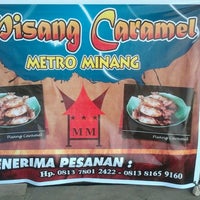 Pisang Caramel
METRO MINANG
MM
Pisang Caramel
Pisang Caramel
ENERIMA PESANAN :
Hp. 0813 7801 2422 - 0813 8165 9160